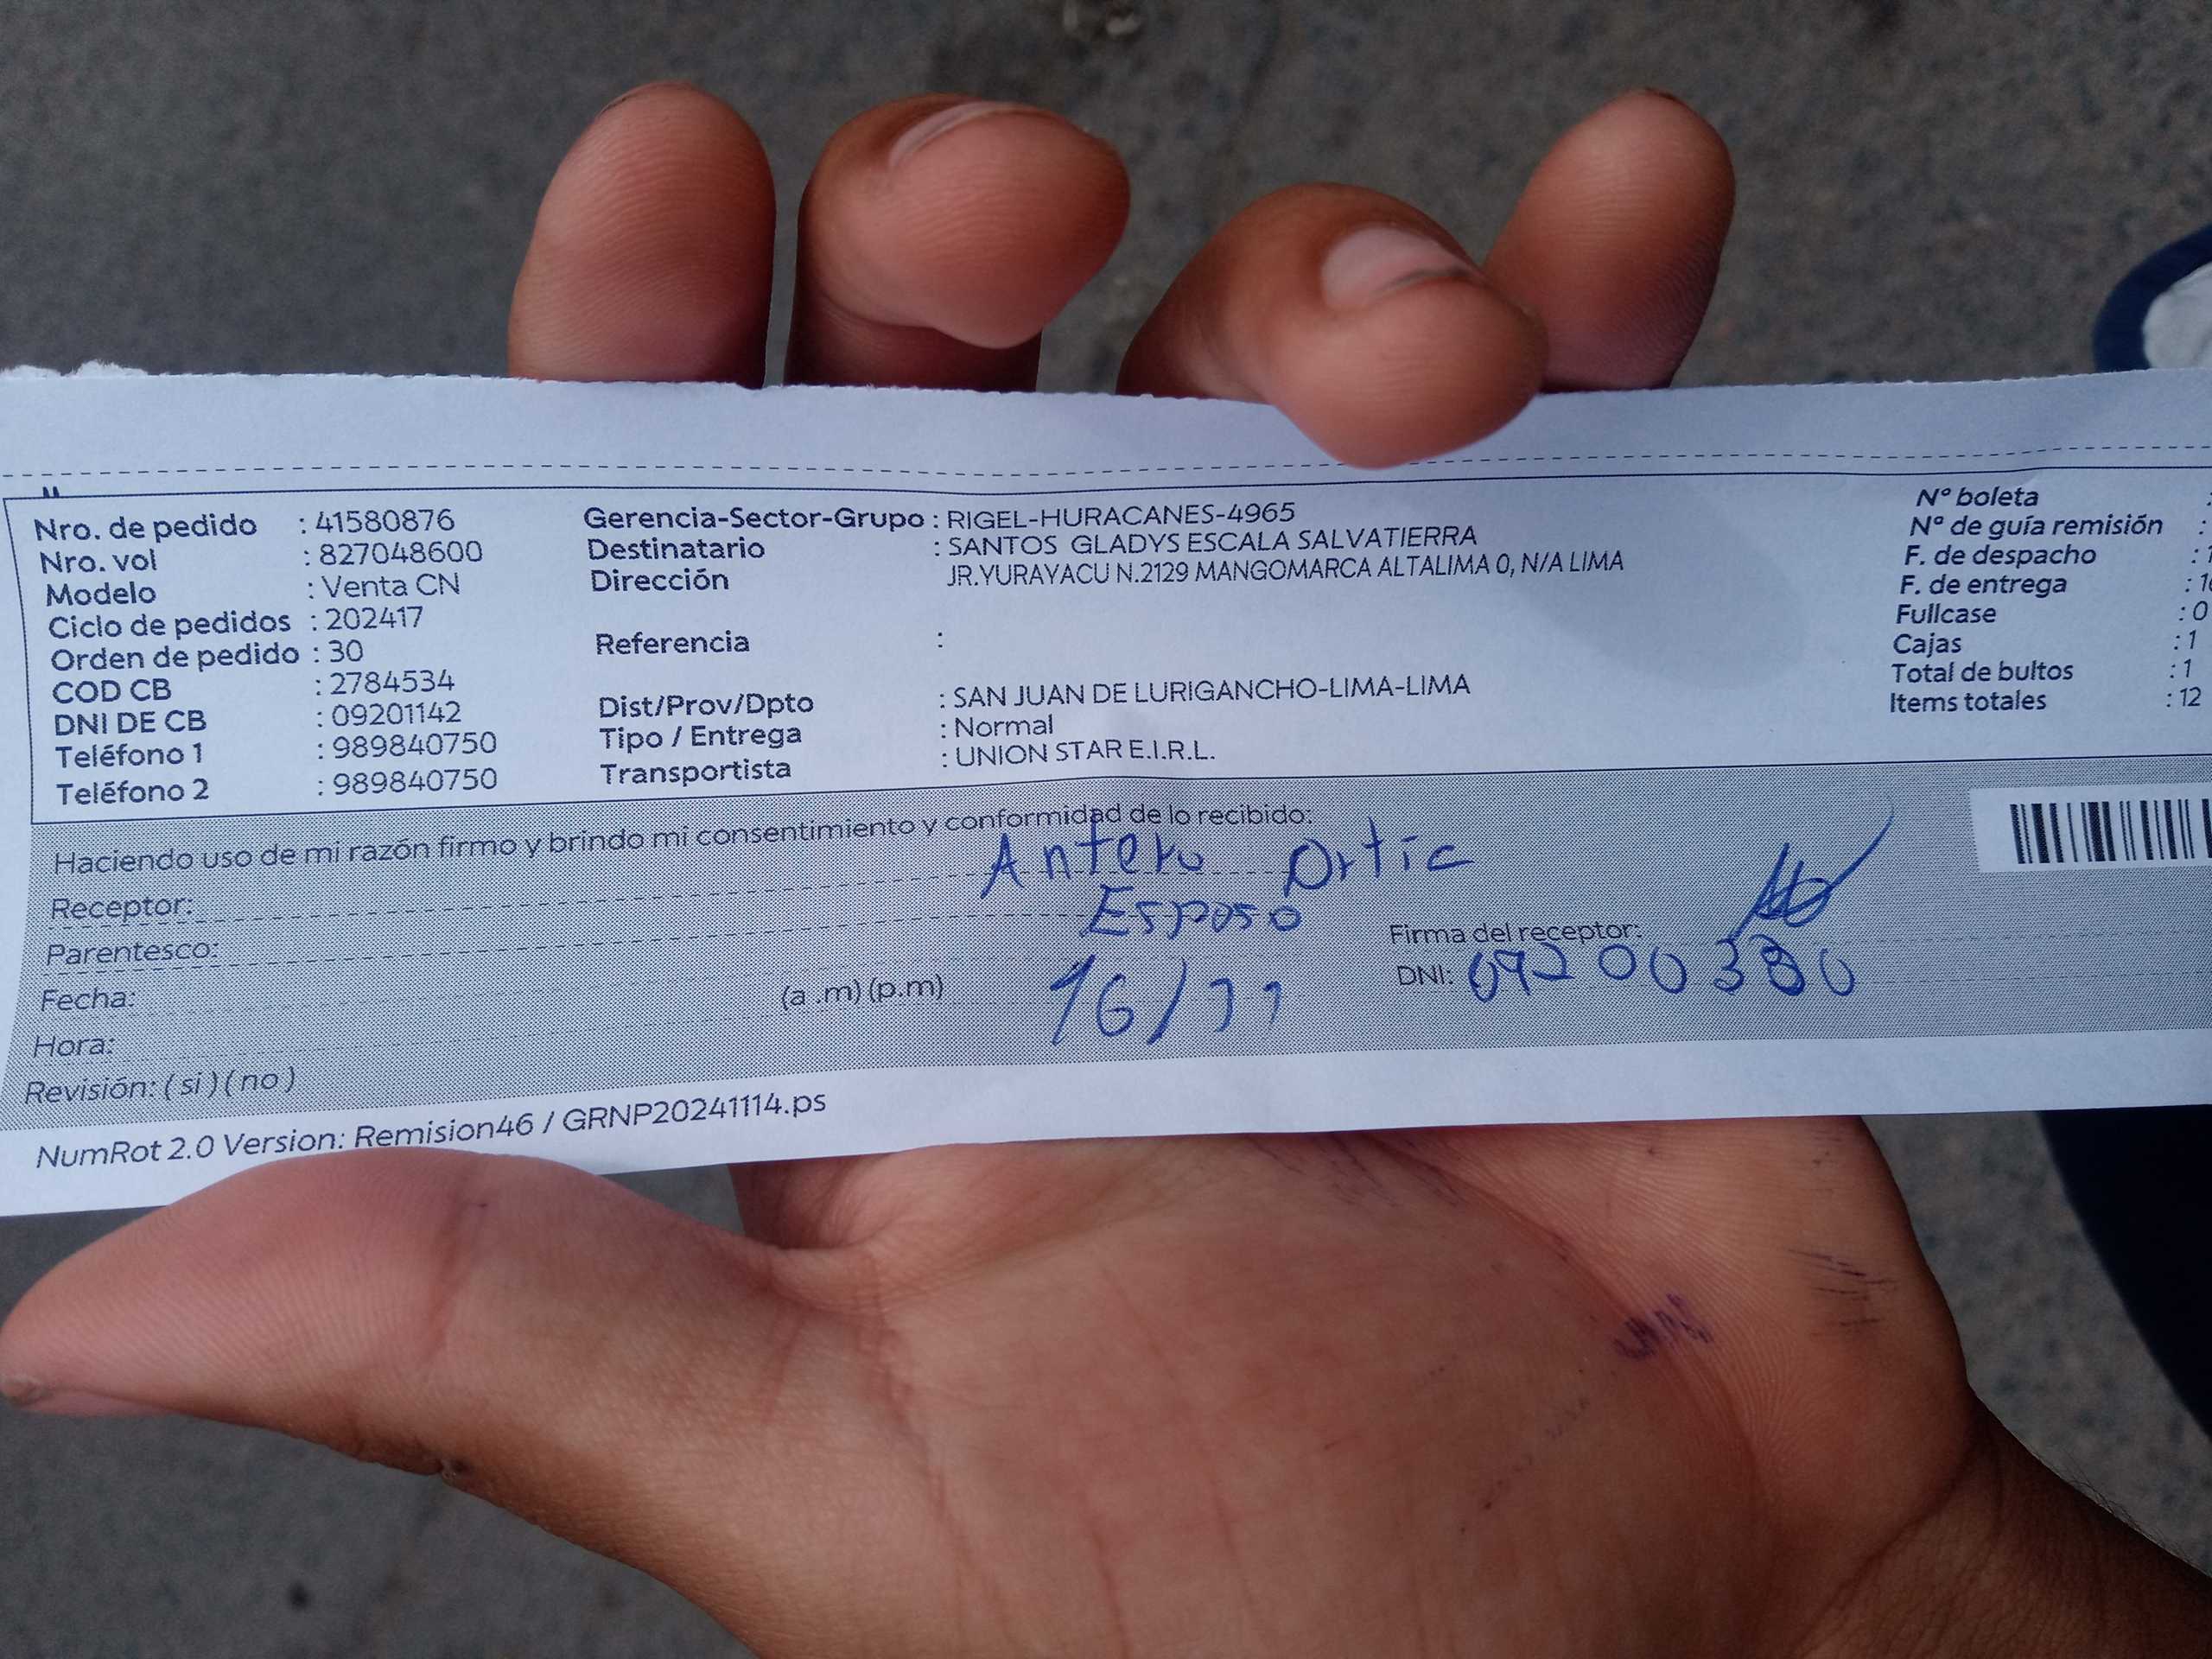 Nro. de pedido : 41580876
Nro. vol : 827048600
Modelo : Venta CN
Ciclo de pedidos : 202417
Orden de pedido : 30
COD CB : 2784534
DNI DE CB : 09201142
Teléfono 1 : 989840750
Teléfono 2 : 989840750
Gerencia-Sector-Grupo : RIGEL-HURACANES-4965
Destinatario : SANTOS GLADYS ESCALA SALVATIERRA
Dirección JR.YURAYACU N.2129 MANGOMARCA ALTALIMA 0, N/A LIMA
Referencia :
Dist/Prov/Dpto : SAN JUAN DE LURIGANCHO-LIMA-LIMA
Tipo / Entrega : Normal
Transportista : UNION STAR E.I.R.L.
N° boleta :
N° de guía remisión :
F. de despacho : 1
F. de entrega :
Fullcase : 0
Cajas : 1
Total de bultos : 1
Items totales : 12
Haciendo uso de mi razón firmo y brindo mi consentimiento y conformidad de lo recibido:
Receptor: Antero Ortic
Parentesco: Esposo
Firma del receptor:
Fecha: (a .m) (p.m) 16/11
DNI: 09200380
Hora:
Revisión: ( si ) ( no )
NumRot 2.0 Version: Remision46 / GRNP20241114.ps